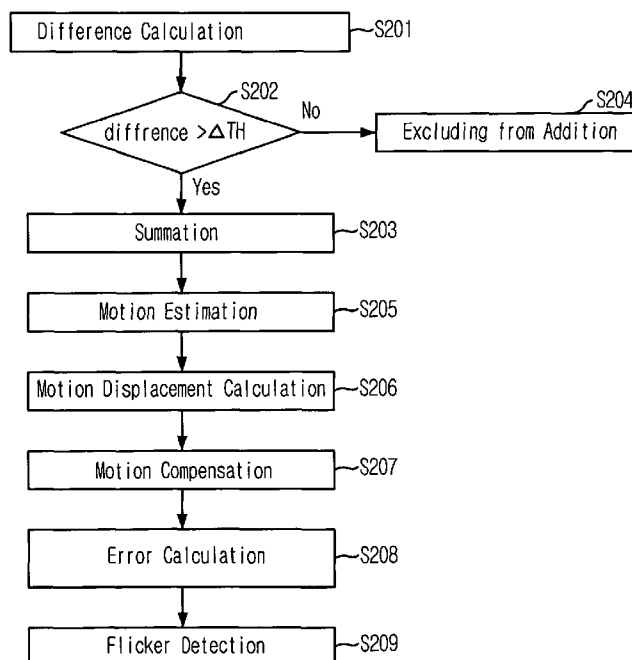 Difference Calculation
S201
S202
diffrence >△TH
No
S204
Excluding from Addition
Yes
Summation
S203
Motion Estimation
S205
Motion Displacement Calculation
S206
Motion Compensation
S207
Error Calculation
S208
Flicker Detection
S209